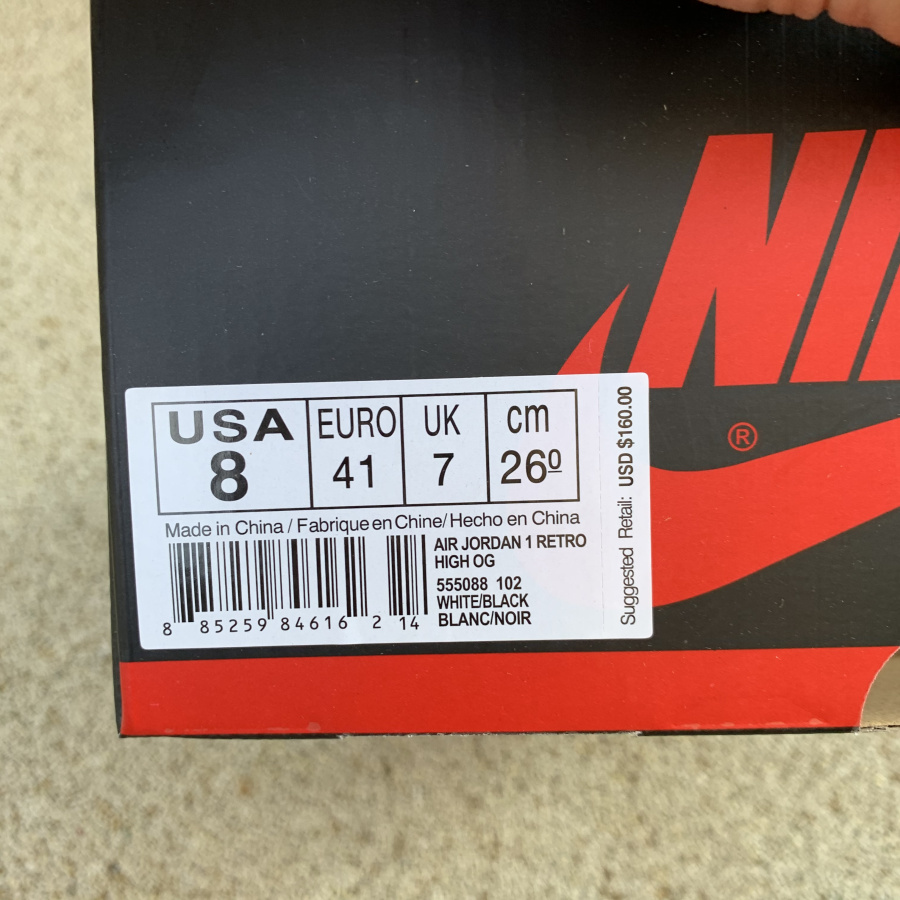 NI
®
USA EURO UK cm
8 41 7 26⁰
Made in China / Fabrique en Chine/ Hecho en China
AIR JORDAN 1 RETRO
HIGH OG
555088 102
WHITE/BLACK
BLANC/NOIR
8 85259 84616 2 14
Suggested Retail: USD $160.00